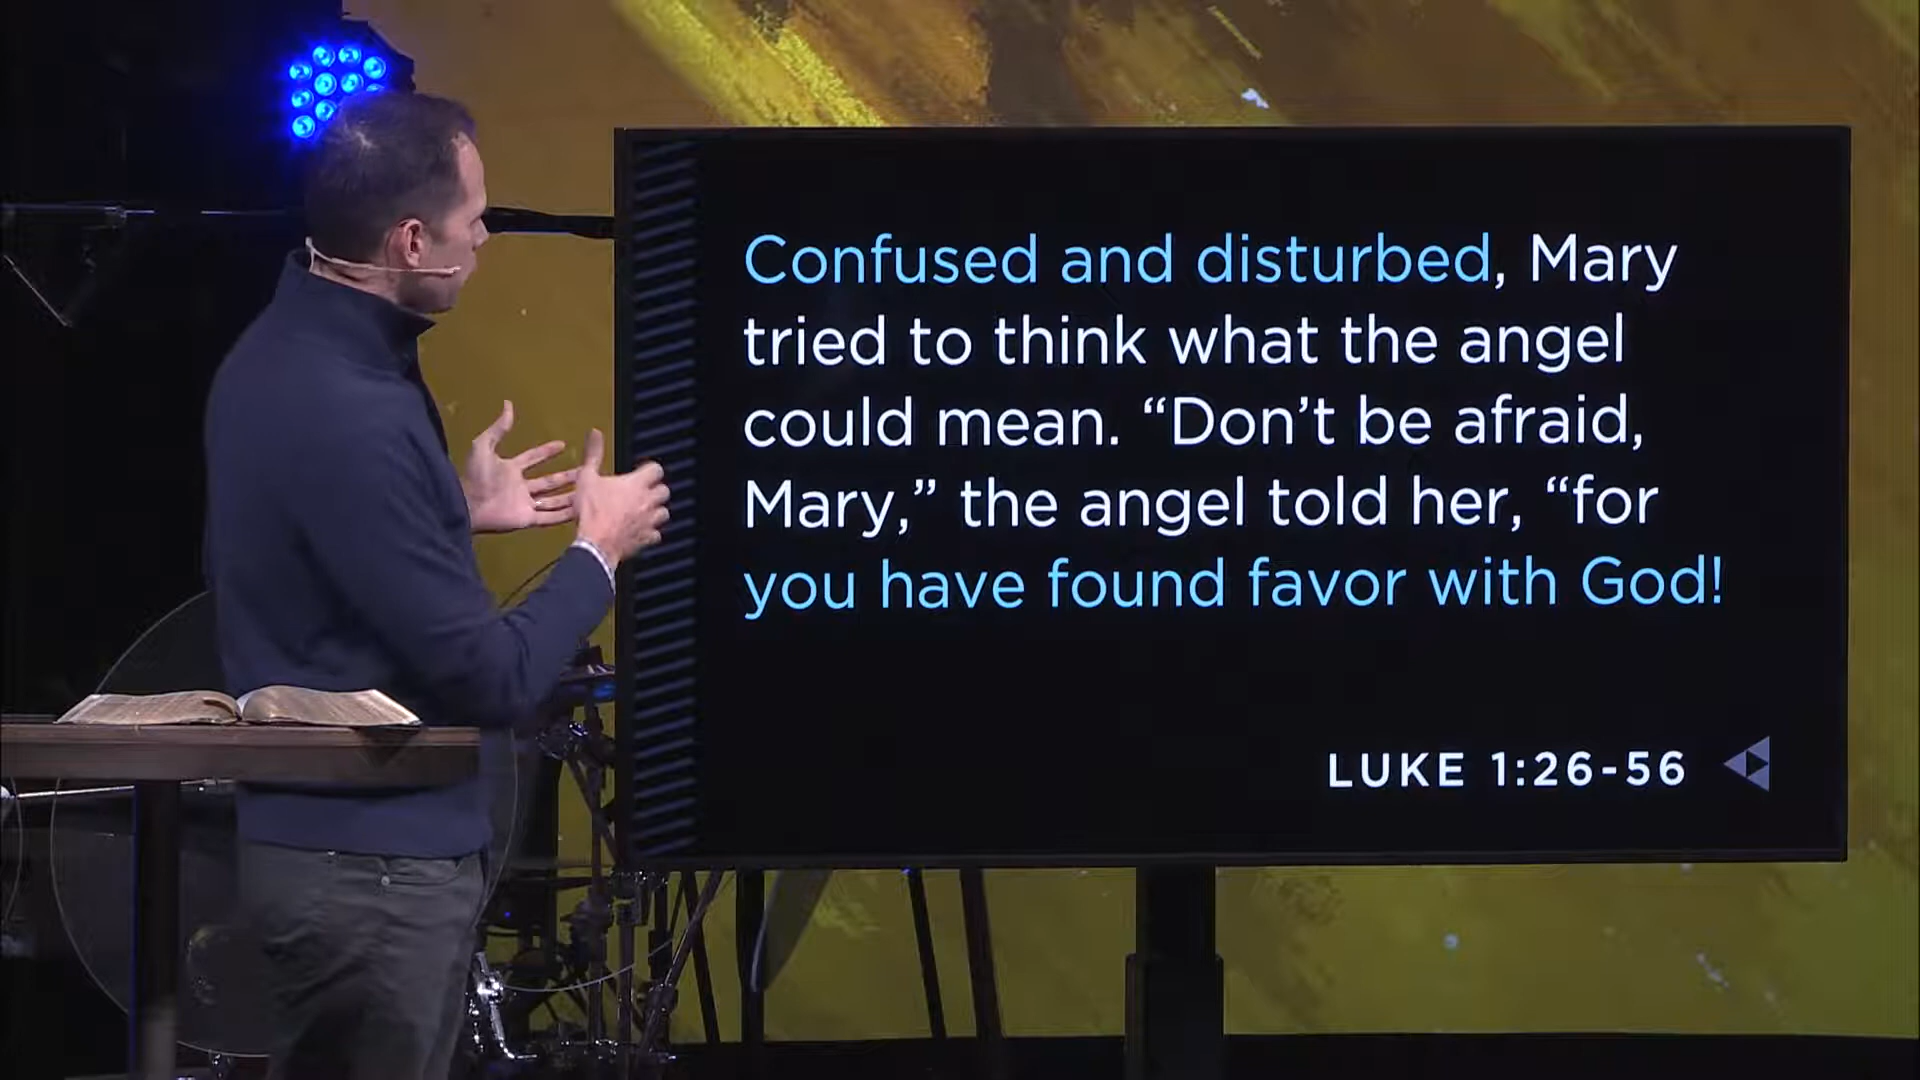 Confused and disturbed, Mary
tried to think what the angel
could mean. “Don’t be afraid,
Mary,” the angel told her, “for
you have found favor with God!
LUKE 1:26-56